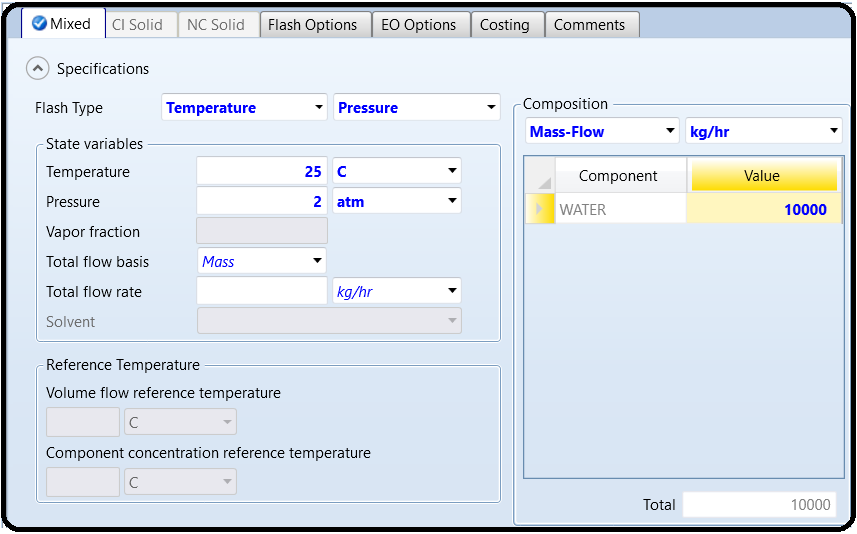 Mixed CI Solid NC Solid Flash Options EO Options Costing Comments
Specifications
Flash Type Temperature Pressure
State variables
Temperature 25 C
Pressure 2 atm
Vapor fraction
Total flow basis Mass
Total flow rate kg/hr
Solvent
Reference Temperature
Volume flow reference temperature
C
Component concentration reference temperature
C
Composition
Mass-Flow kg/hr
Component Value
WATER 10000
Total 10000